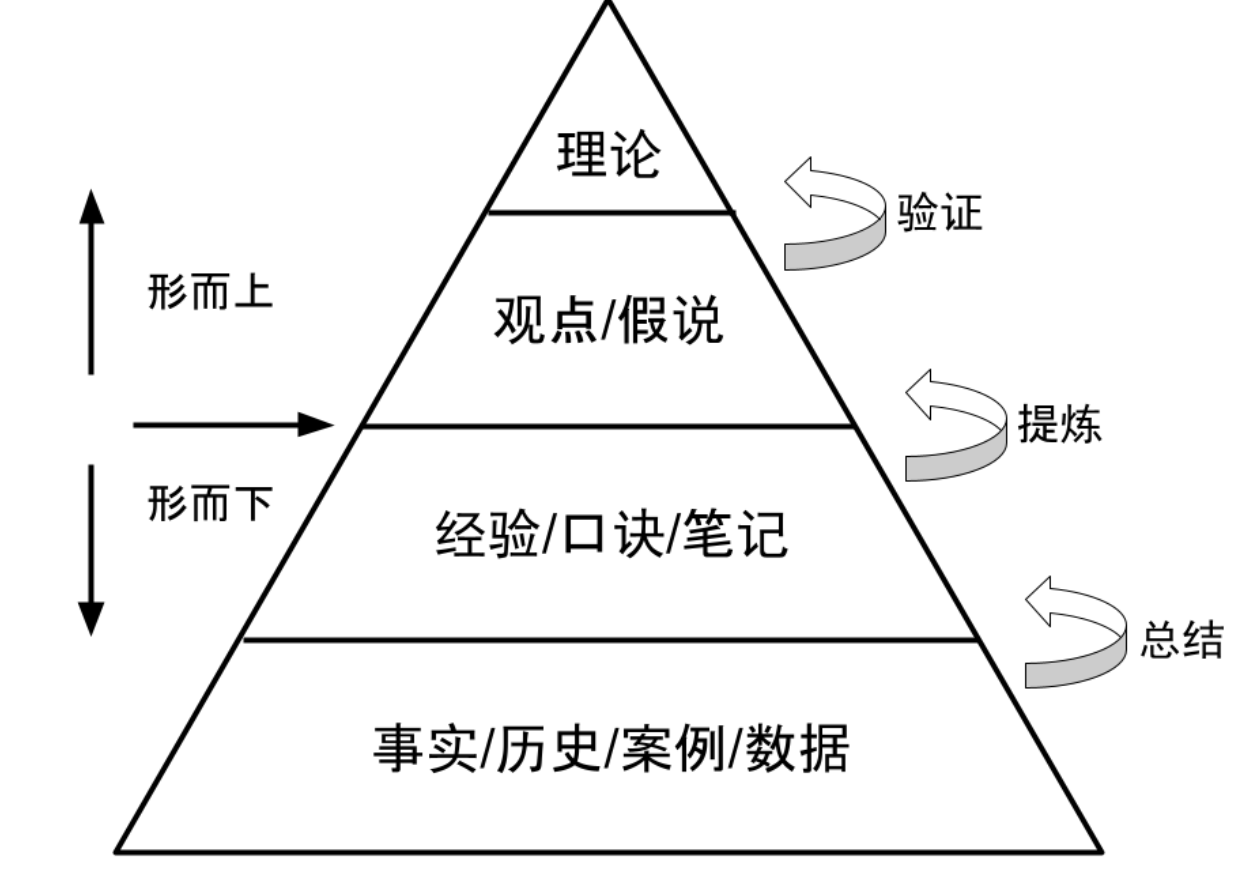 理论
验证
形而上
观点/假说
提炼
形而下
经验/口诀/笔记
总结
事实/历史/案例/数据